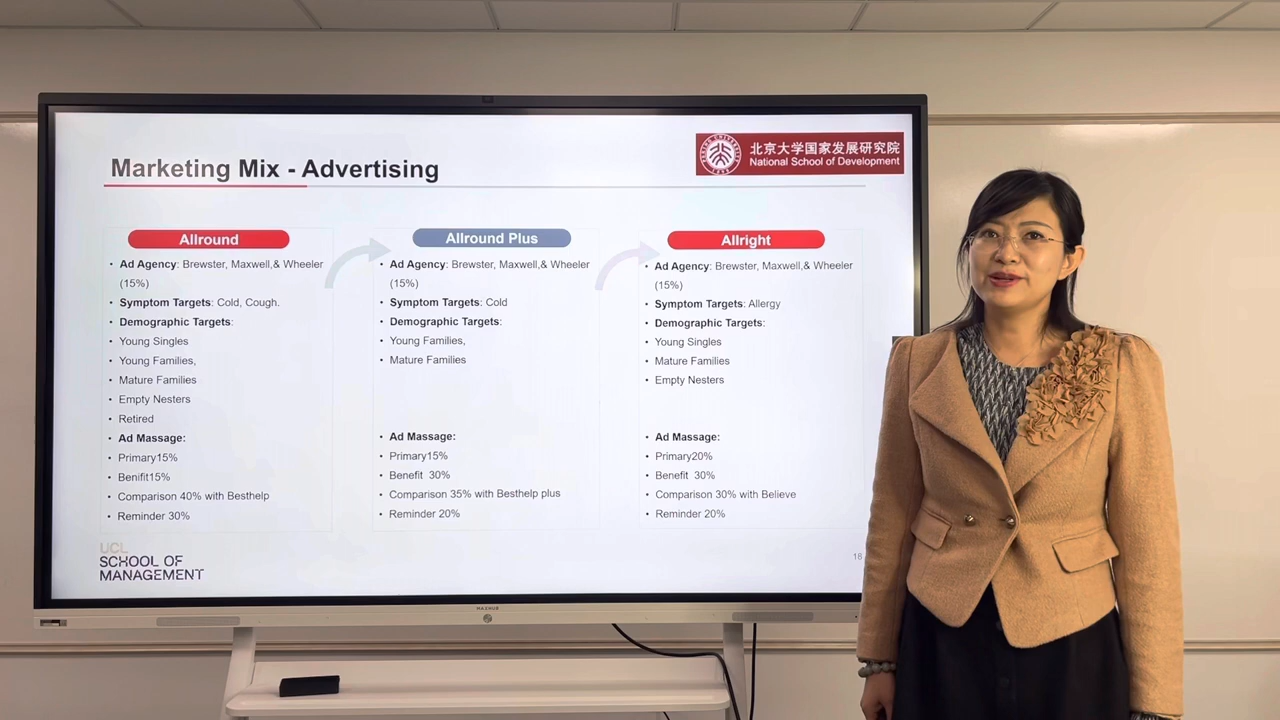 Marketing Mix - Advertising
北京大学国家发展研究院
National School of Development
Allround
• Ad Agency: Brewster, Maxwell,& Wheeler
(15%)
• Symptom Targets: Cold, Cough.
• Demographic Targets:
• Young Singles
• Young Families,
• Mature Families
• Empty Nesters
• Retired
• Ad Massage:
• Primary15%
• Benifit15%
• Comparison 40% with Besthelp
• Reminder 30%
Allround Plus
• Ad Agency: Brewster, Maxwell,& Wheeler
(15%)
• Symptom Targets: Cold
• Demographic Targets:
• Young Families,
• Mature Families
• Ad Massage:
• Primary15%
• Benefit 30%
• Comparison 35% with Besthelp plus
• Reminder 20%
Allright
• Ad Agency: Brewster, Maxwell,& Wheeler
(15%)
• Symptom Targets: Allergy
• Demographic Targets:
• Young Singles
• Mature Families
• Empty Nesters
• Ad Massage:
• Primary20%
• Benefit 30%
• Comparison 30% with Believe
• Reminder 20%
UCL
SCHOOL OF
MANAGEMENT
18
MAXHUB